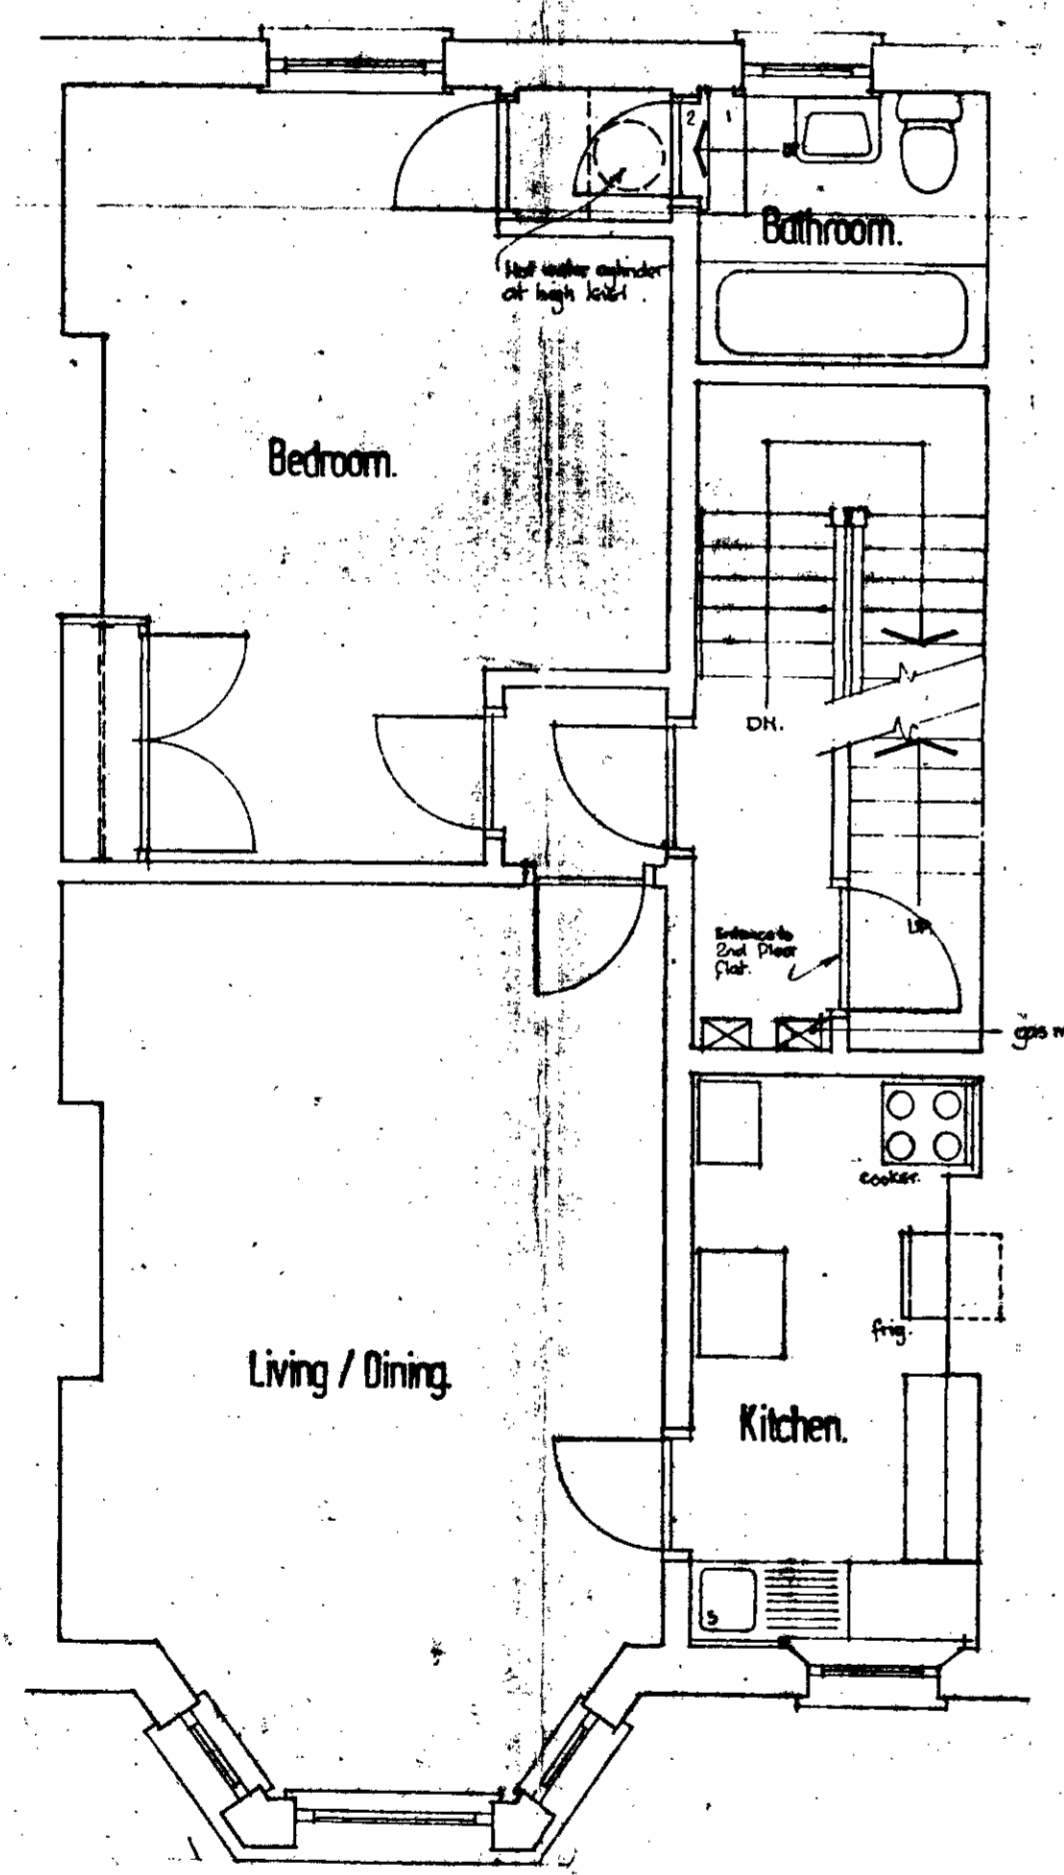 2 1
Bathroom.
Hot water cylinder
at high level.
Bedroom.
DN.
UP.
Entrance to
2nd Floor
flat.
gas m
cooker.
frig.
Living / Dining.
Kitchen.
S